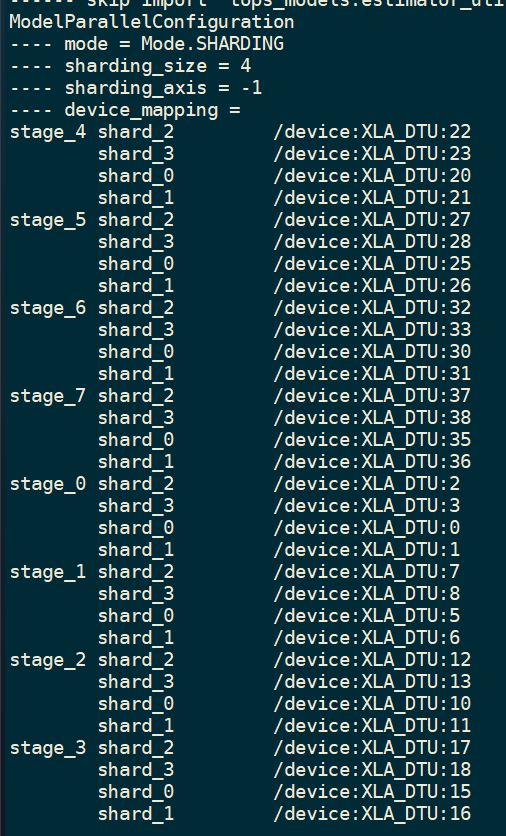 ------ skip import  tops_models.estimator_uti
ModelParallelConfiguration
---- mode = Mode.SHARDING
---- sharding_size = 4
---- sharding_axis = -1
---- device_mapping =
stage_4 shard_2         /device:XLA_DTU:22
        shard_3         /device:XLA_DTU:23
        shard_0         /device:XLA_DTU:20
        shard_1         /device:XLA_DTU:21
stage_5 shard_2         /device:XLA_DTU:27
        shard_3         /device:XLA_DTU:28
        shard_0         /device:XLA_DTU:25
        shard_1         /device:XLA_DTU:26
stage_6 shard_2         /device:XLA_DTU:32
        shard_3         /device:XLA_DTU:33
        shard_0         /device:XLA_DTU:30
        shard_1         /device:XLA_DTU:31
stage_7 shard_2         /device:XLA_DTU:37
        shard_3         /device:XLA_DTU:38
        shard_0         /device:XLA_DTU:35
        shard_1         /device:XLA_DTU:36
stage_0 shard_2         /device:XLA_DTU:2
        shard_3         /device:XLA_DTU:3
        shard_0         /device:XLA_DTU:0
        shard_1         /device:XLA_DTU:1
stage_1 shard_2         /device:XLA_DTU:7
        shard_3         /device:XLA_DTU:8
        shard_0         /device:XLA_DTU:5
        shard_1         /device:XLA_DTU:6
stage_2 shard_2         /device:XLA_DTU:12
        shard_3         /device:XLA_DTU:13
        shard_0         /device:XLA_DTU:10
        shard_1         /device:XLA_DTU:11
stage_3 shard_2         /device:XLA_DTU:17
        shard_3         /device:XLA_DTU:18
        shard_0         /device:XLA_DTU:15
        shard_1         /device:XLA_DTU:16